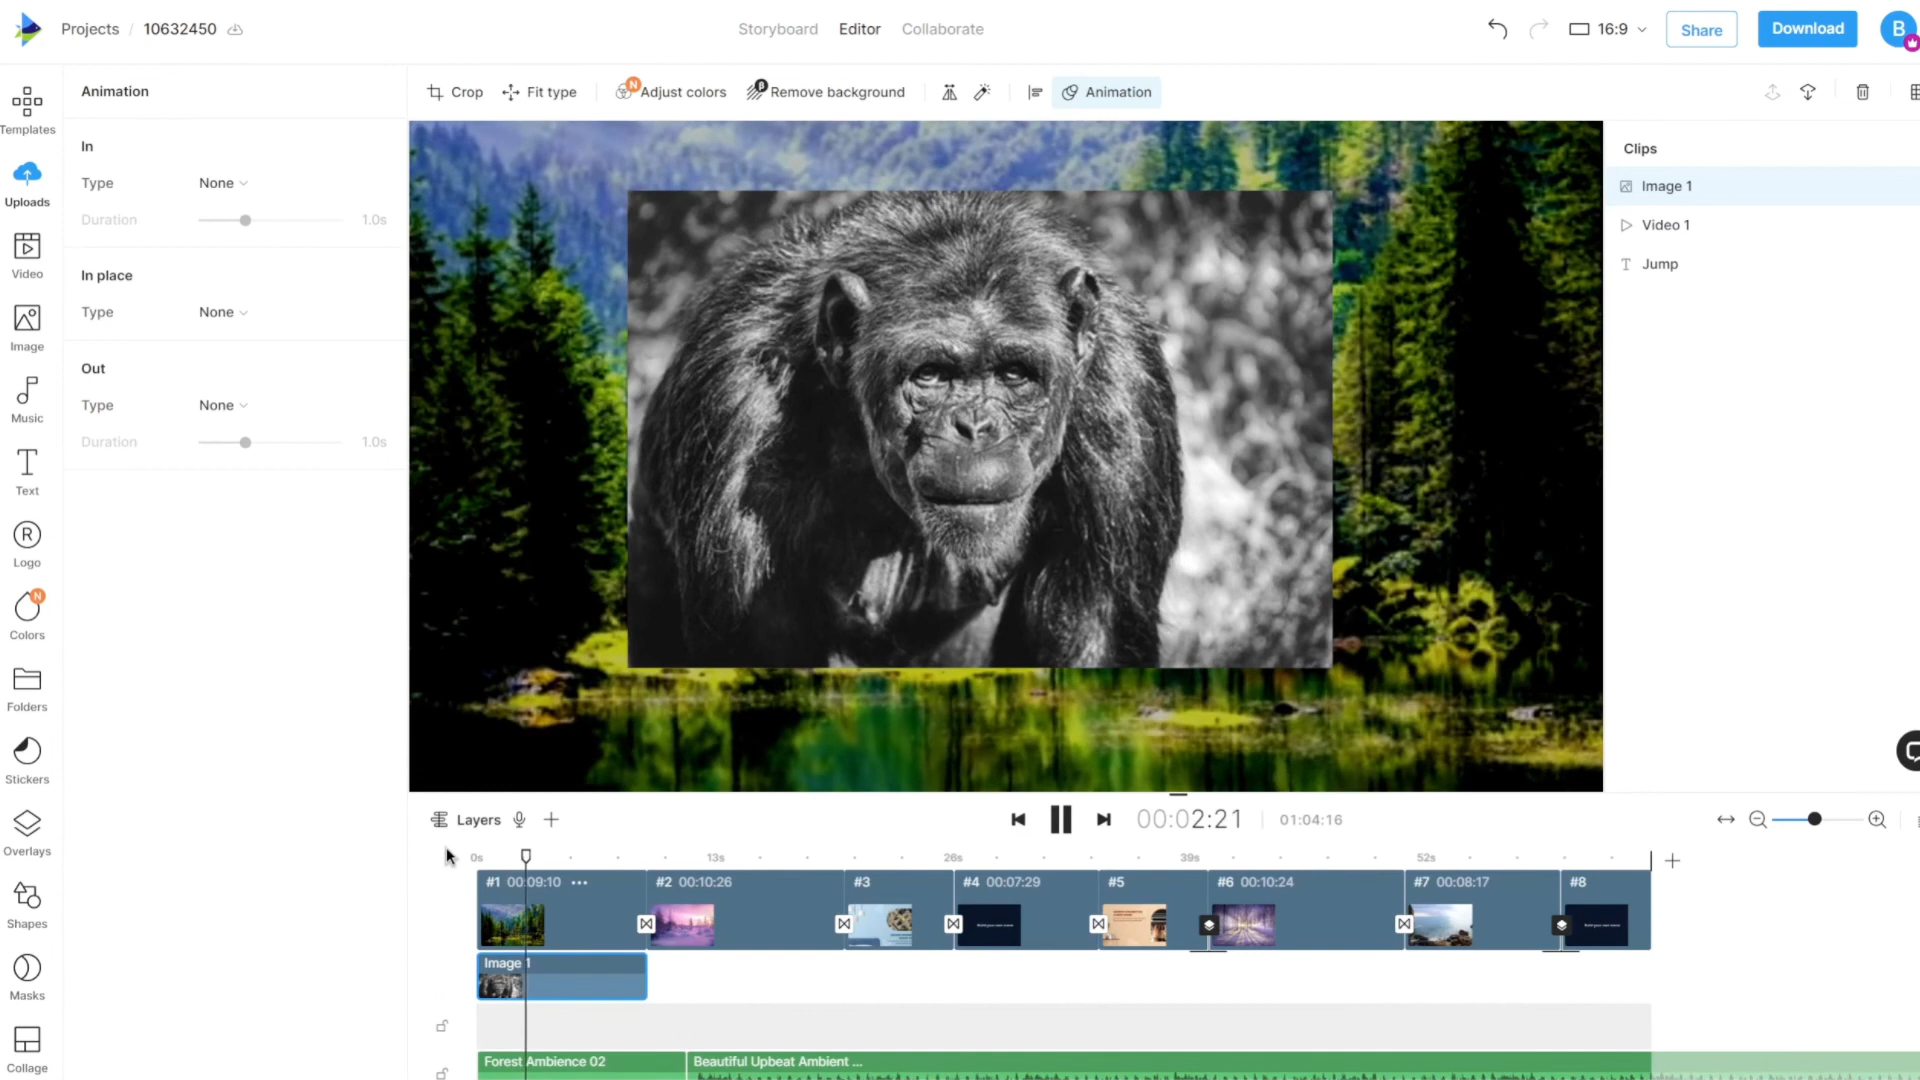 Projects / 10632450
Storyboard Editor Collaborate
16:9 Share Download B
Animation
Crop Fit type Adjust colors Remove background Animation
N
β
In
Type None
Duration 1.0s
In place
Type None
Out
Type None
Duration 1.0s
Templates
Uploads
Video
Image
Music
Text
R
Logo
N
Colors
Folders
Stickers
Overlays
Shapes
Masks
Collage
Clips
Image 1
Video 1
Jump
Layers 00:02:21 01:04:16
0s 13s 26s 39s 52s
#1 00:09:10 #2 00:10:26 #3 #4 00:07:29 #5 #6 00:10:24 #7 00:08:17 #8
Image 1
Forest Ambience 02 Beautiful Upbeat Ambient ...